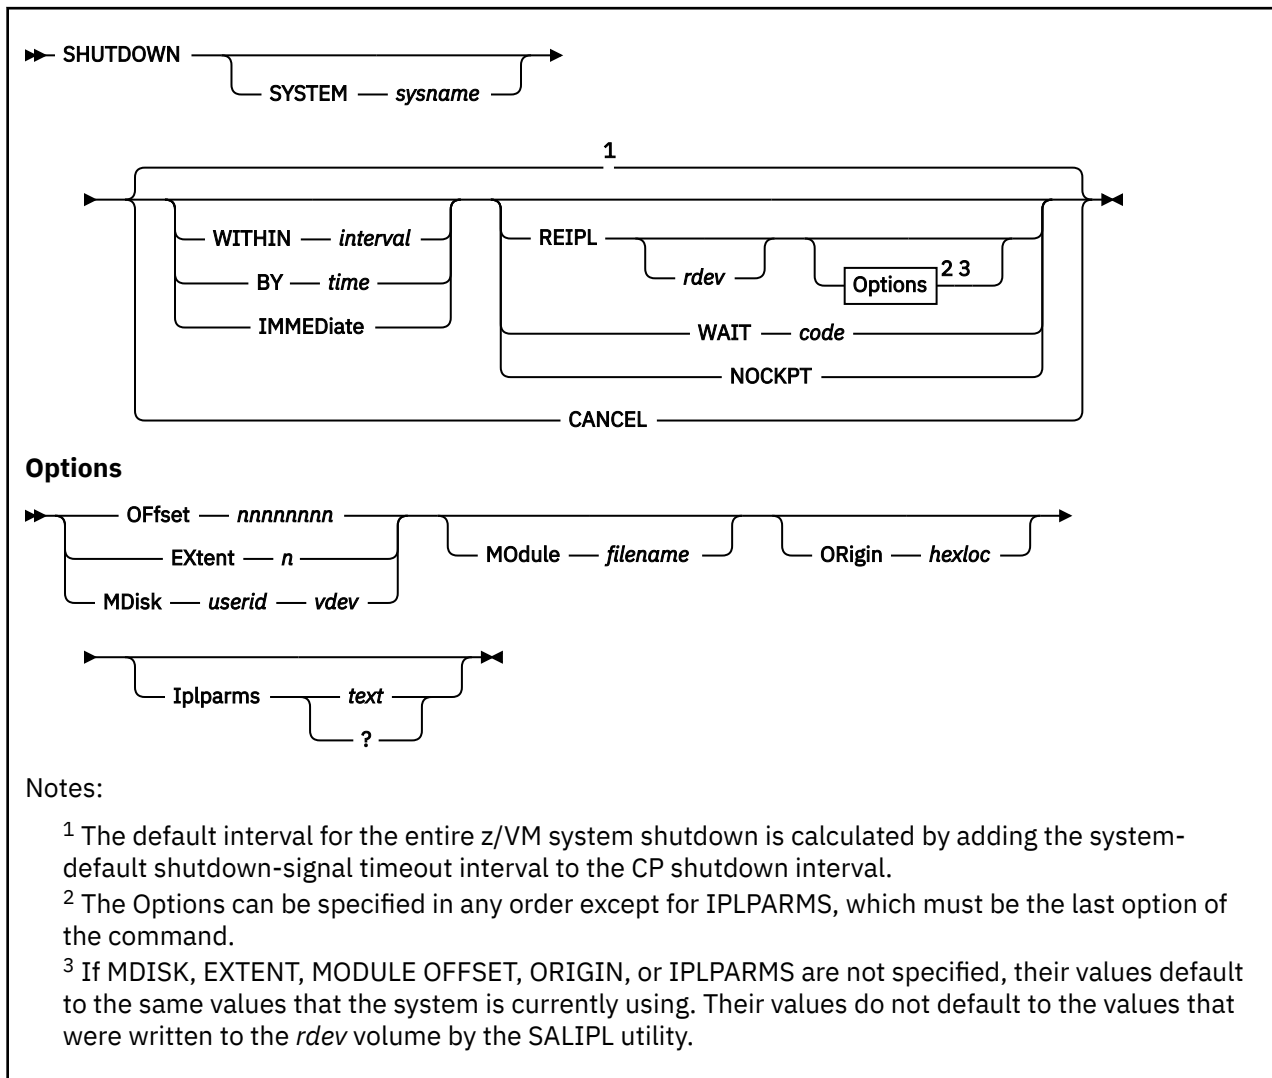 SHUTDOWN
SYSTEM sysname
1
WITHIN interval
REIPL
BY time
rdev
Options 2 3
IMMEDiate
WAIT code
NOCKPT
CANCEL
Options
OFfset nnnnnnnn
EXtent n
MOdule filename
ORigin hexloc
MDisk userid vdev
Iplparms text
?
Notes:
1 The default interval for the entire z/VM system shutdown is calculated by adding the system-
default shutdown-signal timeout interval to the CP shutdown interval.
2 The Options can be specified in any order except for IPLPARMS, which must be the last option of
the command.
3 If MDISK, EXTENT, MODULE OFFSET, ORIGIN, or IPLPARMS are not specified, their values default
to the same values that the system is currently using. Their values do not default to the values that
were written to the rdev volume by the SALIPL utility.